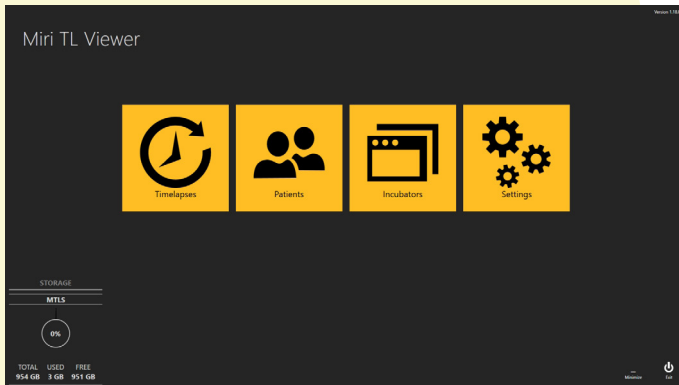 Miri TL Viewer
Timelapses
Patients
Incubators
Settings
STORAGE
MTLS
0%
TOTAL USED FREE
954 GB 3 GB 951 GB
Minimize
Exit